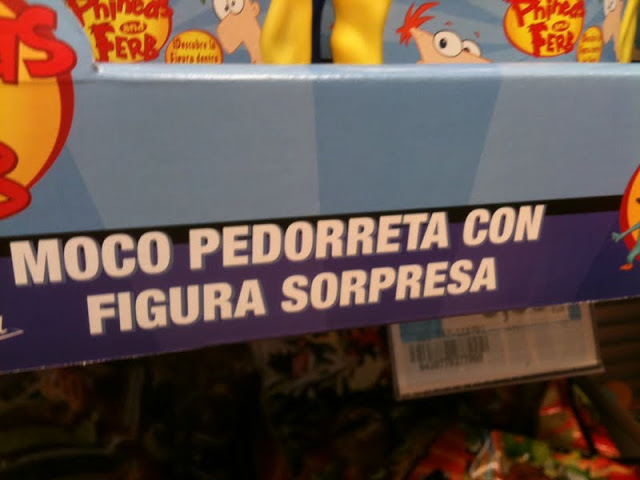 Phineas
AND
FERB
¡Descubre la
Figura dentro
Phineas
AND
FERB
MOCO PEDORRETA CON
FIGURA SORPRESA